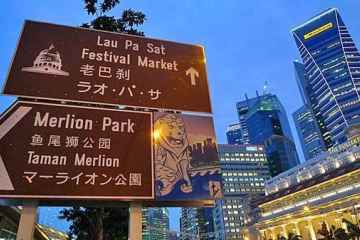 Lau Pa Sat
Festival Market
老巴刹
ラオ・パ・サ
Merlion Park
鱼尾狮公园
Taman Merlion
マーライオン公園